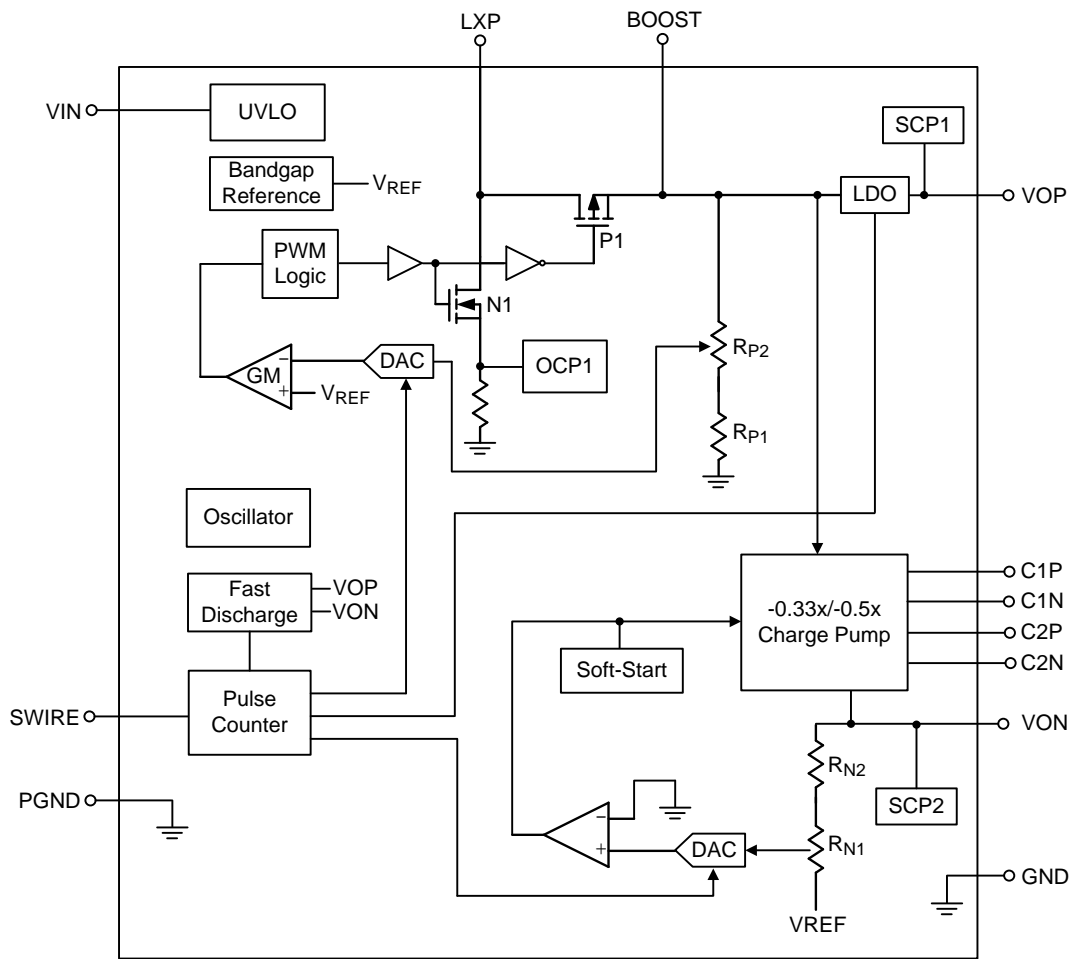 LXP
BOOST
VIN
UVLO
SCP1
Bandgap
Reference
VREF
LDO
VOP
P1
PWM
Logic
N1
OCP1
RP2
DAC
GM
−
+
VREF
RP1
Oscillator
Fast
Discharge
VOP
VON
-0.33x/-0.5x
Charge Pump
C1P
C1N
C2P
C2N
Soft-Start
SWIRE
Pulse
Counter
VON
RN2
SCP2
PGND
−
+
DAC
RN1
GND
VREF